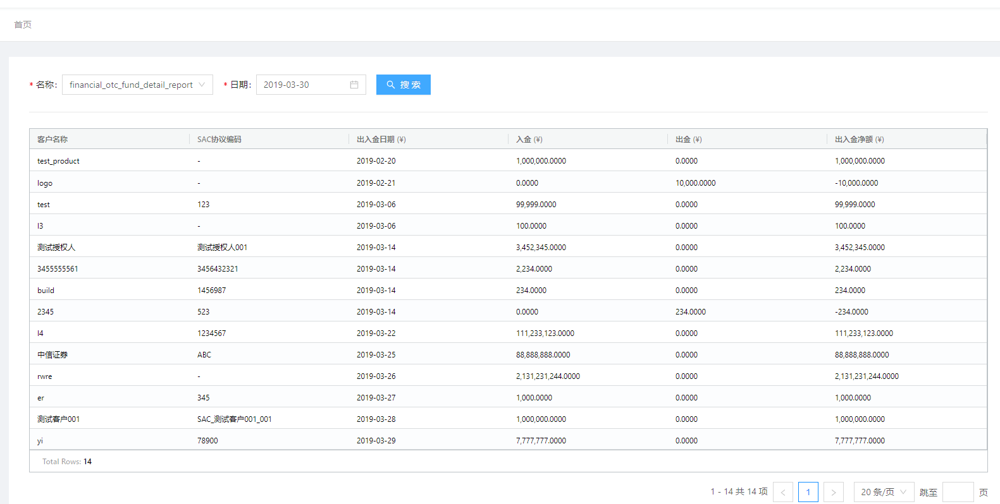 首页
* 名称: financial_otc_fund_detail_report * 日期: 2019-03-30 搜 索
客户名称 SAC协议编码 出入金日期 (¥) 入金 (¥) 出金 (¥) 出入金净额 (¥)
test_product - 2019-02-20 1,000,000.0000 0.0000 1,000,000.0000
logo - 2019-02-21 0.0000 10,000.0000 -10,000.0000
test 123 2019-03-06 99,999.0000 0.0000 99,999.0000
l3 - 2019-03-06 100.0000 0.0000 100.0000
测试授权人 测试授权人001 2019-03-14 3,452,345.0000 0.0000 3,452,345.0000
3455555561 3456432321 2019-03-14 2,234.0000 0.0000 2,234.0000
build 1456987 2019-03-14 234.0000 0.0000 234.0000
2345 523 2019-03-14 0.0000 234.0000 -234.0000
l4 1234567 2019-03-22 111,233,123.0000 0.0000 111,233,123.0000
中信证券 ABC 2019-03-25 88,888,888.0000 0.0000 88,888,888.0000
rwre - 2019-03-26 2,131,231,244.0000 0.0000 2,131,231,244.0000
er 345 2019-03-27 1,000.0000 0.0000 1,000.0000
测试客户001 SAC_测试客户001_001 2019-03-28 1,000,000.0000 0.0000 1,000,000.0000
yi 78900 2019-03-29 7,777,777.0000 0.0000 7,777,777.0000
Total Rows: 14
1 - 14 共 14 项 < 1 > 20 条/页 跳至 页